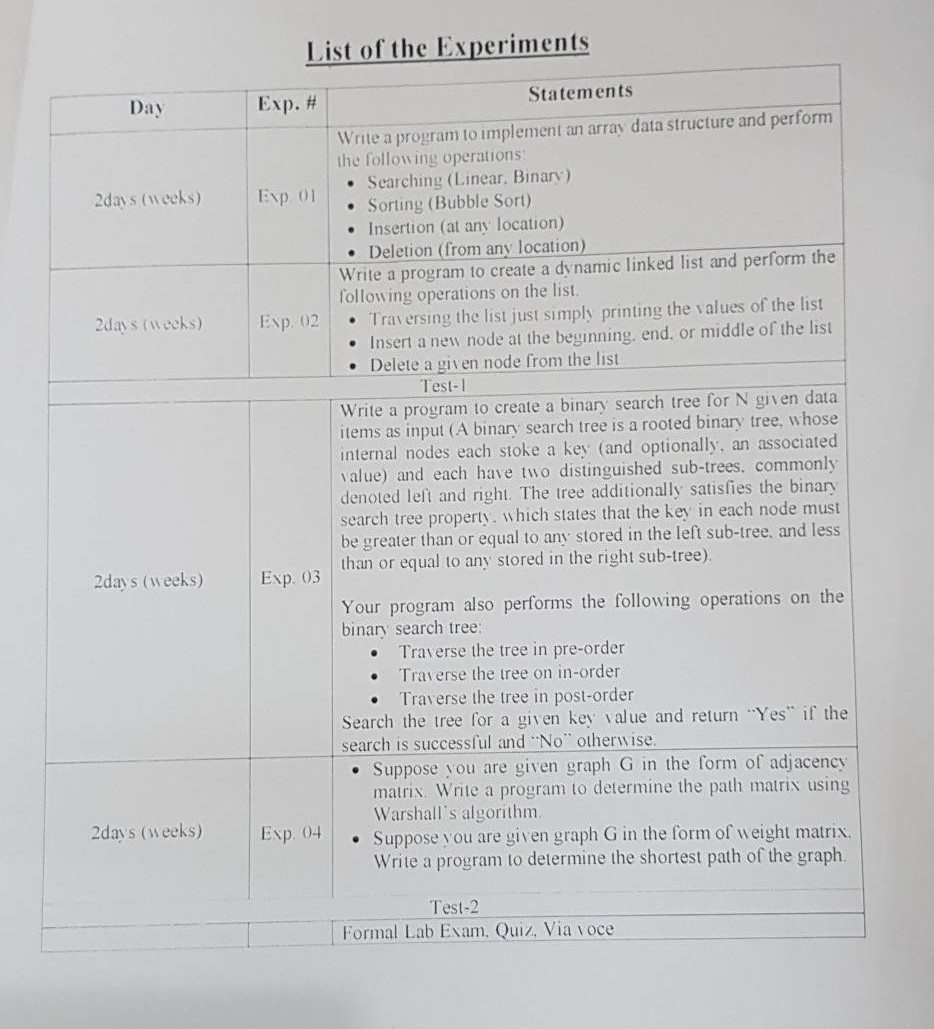 List of the Experiments
Day Exp. # Statements
Write a program to implement an array data structure and perform
the following operations:
• Searching (Linear, Binary)
2days (weeks) Exp. 01
• Sorting (Bubble Sort)
• Insertion (at any location)
• Deletion (from any location)
Write a program to create a dynamic linked list and perform the
following operations on the list.
2days (weeks) Exp. 02
• Traversing the list just simply printing the values of the list
• Insert a new node at the beginning, end, or middle of the list
• Delete a given node from the list
Test-1
Write a program to create a binary search tree for N given data
items as input (A binary search tree is a rooted binary tree, whose
internal nodes each stoke a key (and optionally, an associated
value) and each have two distinguished sub-trees, commonly
denoted left and right. The tree additionally satisfies the binary
search tree property, which states that the key in each node must
be greater than or equal to any stored in the left sub-tree, and less
than or equal to any stored in the right sub-tree).
2days (weeks) Exp. 03
Your program also performs the following operations on the
binary search tree:
• Traverse the tree in pre-order
• Traverse the tree on in-order
• Traverse the tree in post-order
Search the tree for a given key value and return "Yes" if the
search is successful and "No" otherwise.
• Suppose you are given graph G in the form of adjacency
matrix. Write a program to determine the path matrix using
Warshall's algorithm.
2days (weeks) Exp. 04
• Suppose you are given graph G in the form of weight matrix.
Write a program to determine the shortest path of the graph.
Test-2
Formal Lab Exam, Quiz, Via voce